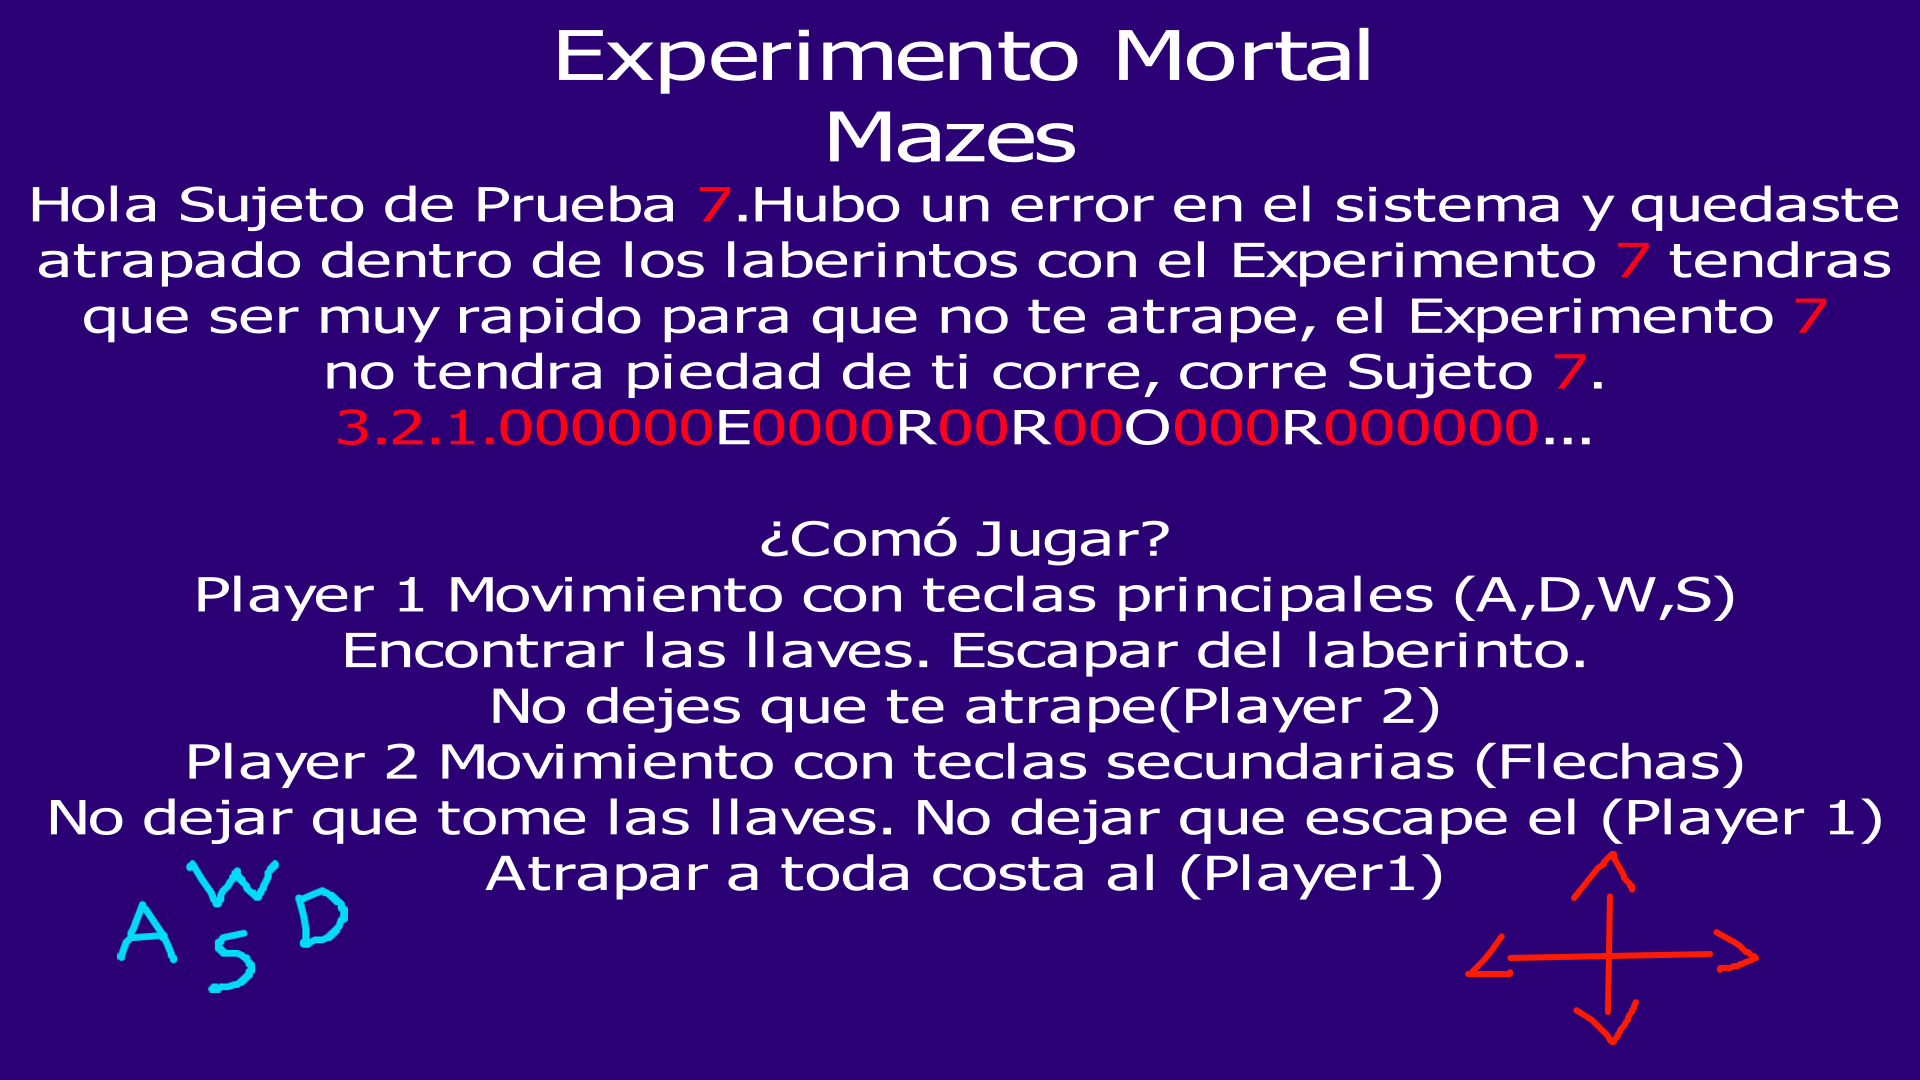 Experimento Mortal
Mazes
Hola Sujeto de Prueba 7.Hubo un error en el sistema y quedaste
atrapado dentro de los laberintos con el Experimento 7 tendras
que ser muy rapido para que no te atrape, el Experimento 7
no tendra piedad de ti corre, corre Sujeto 7.
3.2.1.000000E0000R00R00O000R000000...
¿Comó Jugar?
Player 1 Movimiento con teclas principales (A,D,W,S)
Encontrar las llaves. Escapar del laberinto.
No dejes que te atrape(Player 2)
Player 2 Movimiento con teclas secundarias (Flechas)
No dejar que tome las llaves. No dejar que escape el (Player 1)
Atrapar a toda costa al (Player1)
W
A S D